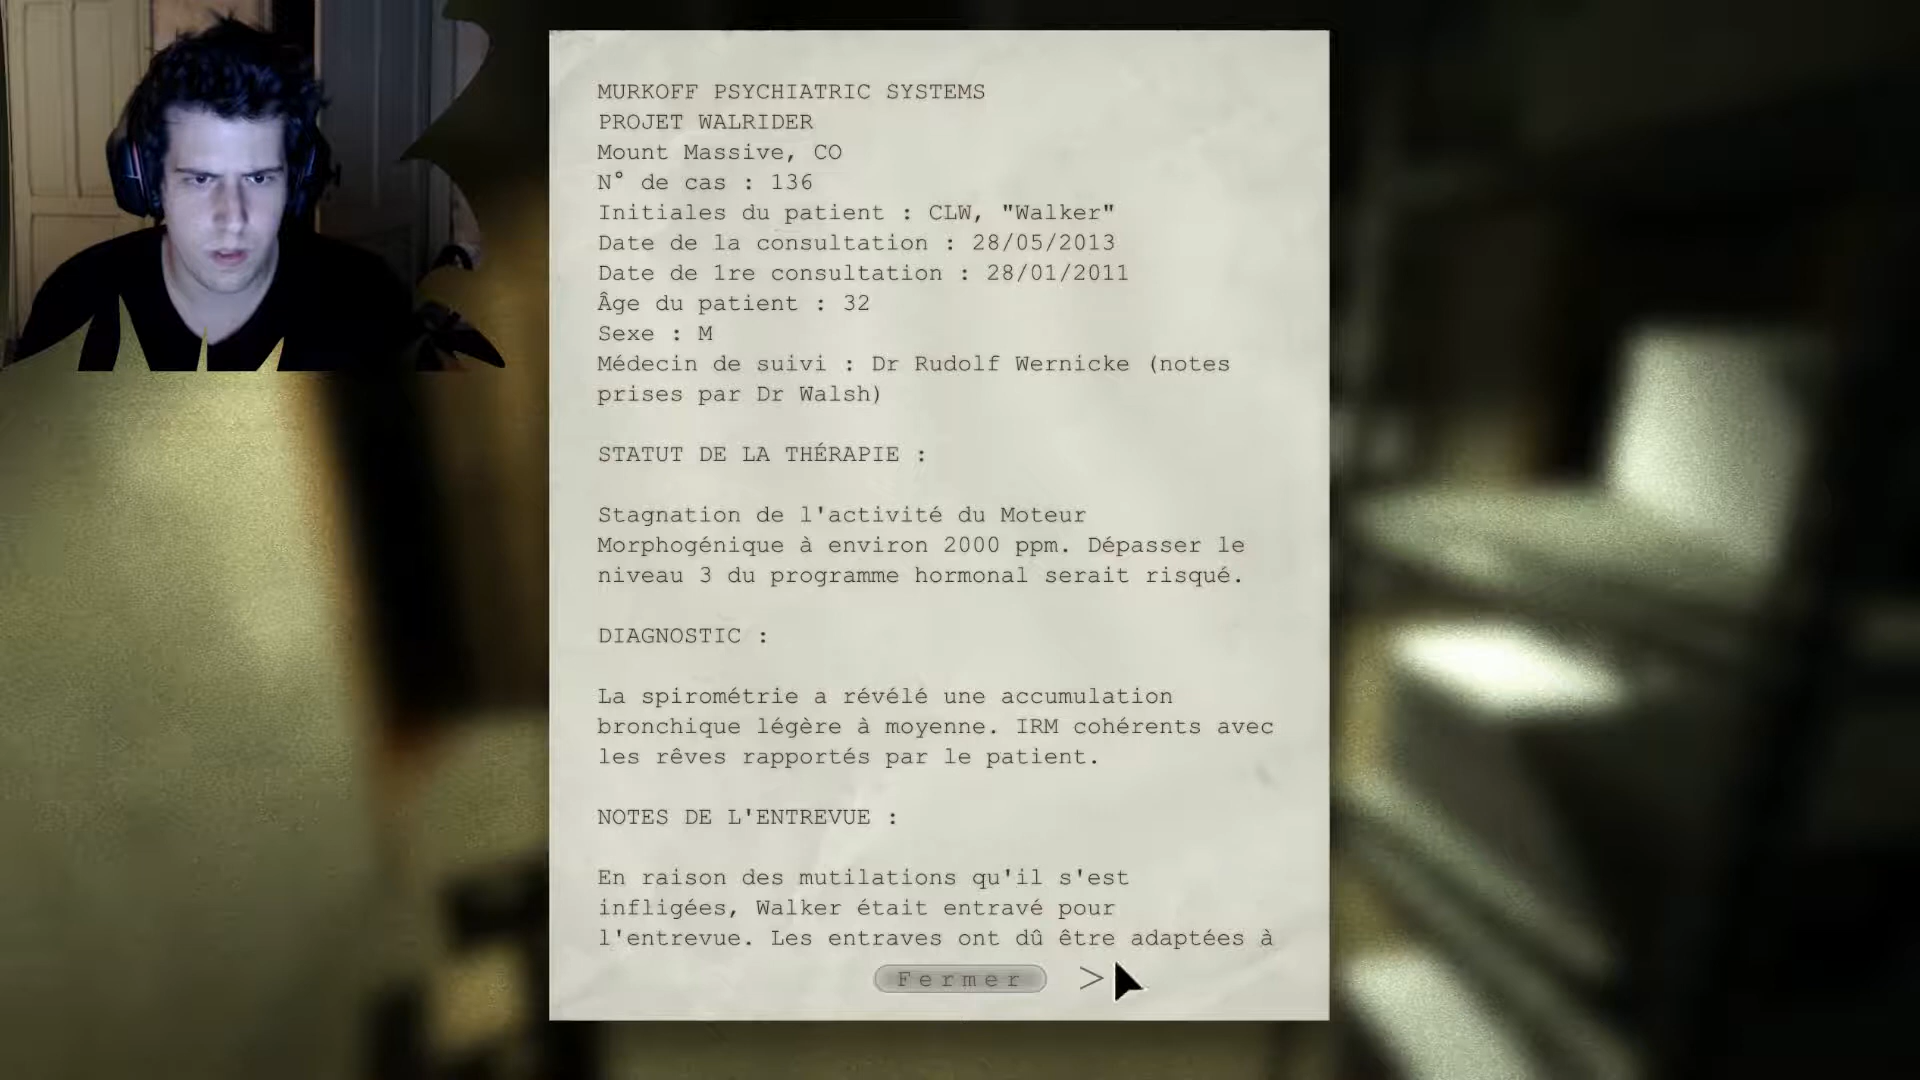 MURKOFF PSYCHIATRIC SYSTEMS
PROJET WALRIDER
Mount Massive, CO
N° de cas : 136
Initiales du patient : CLW, "Walker"
Date de la consultation : 28/05/2013
Date de 1re consultation : 28/01/2011
Âge du patient : 32
Sexe : M
Médecin de suivi : Dr Rudolf Wernicke (notes
prises par Dr Walsh)
STATUT DE LA THÉRAPIE :
Stagnation de l'activité du Moteur
Morphogénique à environ 2000 ppm. Dépasser le
niveau 3 du programme hormonal serait risqué.
DIAGNOSTIC :
La spirométrie a révélé une accumulation
bronchique légère à moyenne. IRM cohérents avec
les rêves rapportés par le patient.
NOTES DE L'ENTREVUE :
En raison des mutilations qu'il s'est
infligées, Walker était entravé pour
l'entrevue. Les entraves ont dû être adaptées à
Fermer >